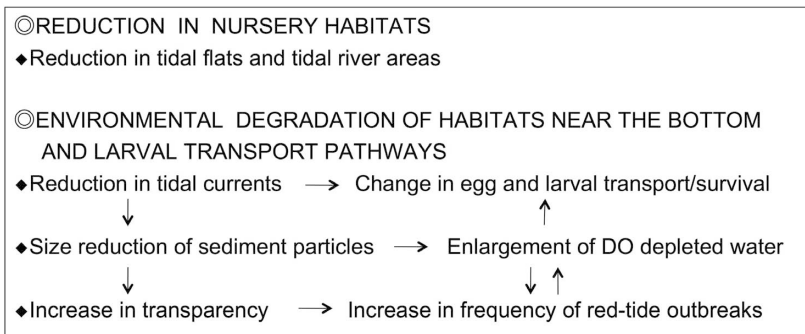 ◎REDUCTION IN NURSERY HABITATS
◆Reduction in tidal flats and tidal river areas
◎ENVIRONMENTAL DEGRADATION OF HABITATS NEAR THE BOTTOM
AND LARVAL TRANSPORT PATHWAYS
◆Reduction in tidal currents → Change in egg and larval transport/survival
↓ ↑
◆Size reduction of sediment particles → Enlargement of DO depleted water
↓ ↓ ↑
◆Increase in transparency → Increase in frequency of red-tide outbreaks